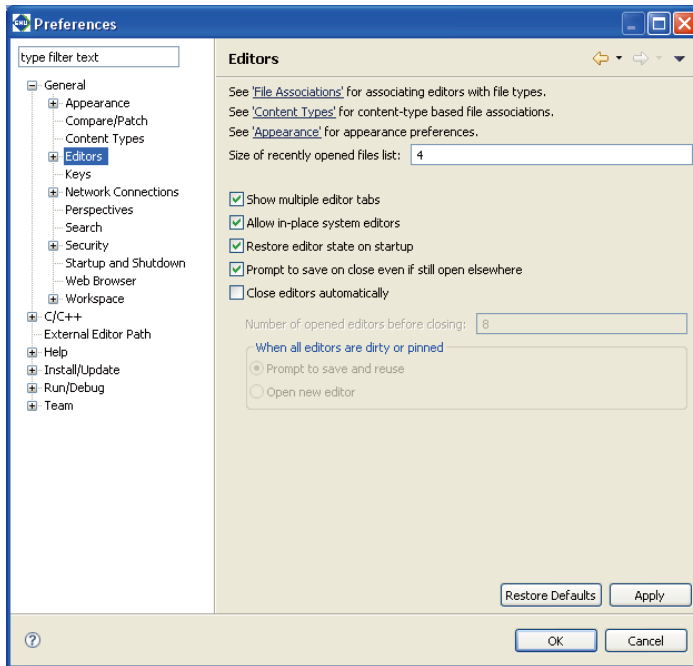 GNU Preferences
type filter text
General
Appearance
Compare/Patch
Content Types
Editors
Keys
Network Connections
Perspectives
Search
Security
Startup and Shutdown
Web Browser
Workspace
C/C++
External Editor Path
Help
Install/Update
Run/Debug
Team
Editors
See 'File Associations' for associating editors with file types.
See 'Content Types' for content-type based file associations.
See 'Appearance' for appearance preferences.
Size of recently opened files list: 4
Show multiple editor tabs
Allow in-place system editors
Restore editor state on startup
Prompt to save on close even if still open elsewhere
Close editors automatically
Number of opened editors before closing: 8
When all editors are dirty or pinned
Prompt to save and reuse
Open new editor
Restore Defaults Apply
? OK Cancel